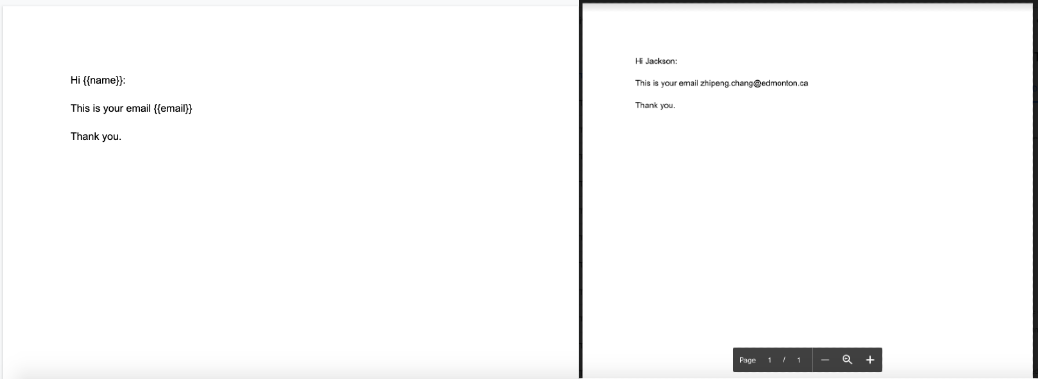 Hi {{name}}:
This is your email {{email}}
Thank you.
Hi Jackson:
This is your email zhipeng.chang@edmonton.ca
Thank you.
Page 1 / 1